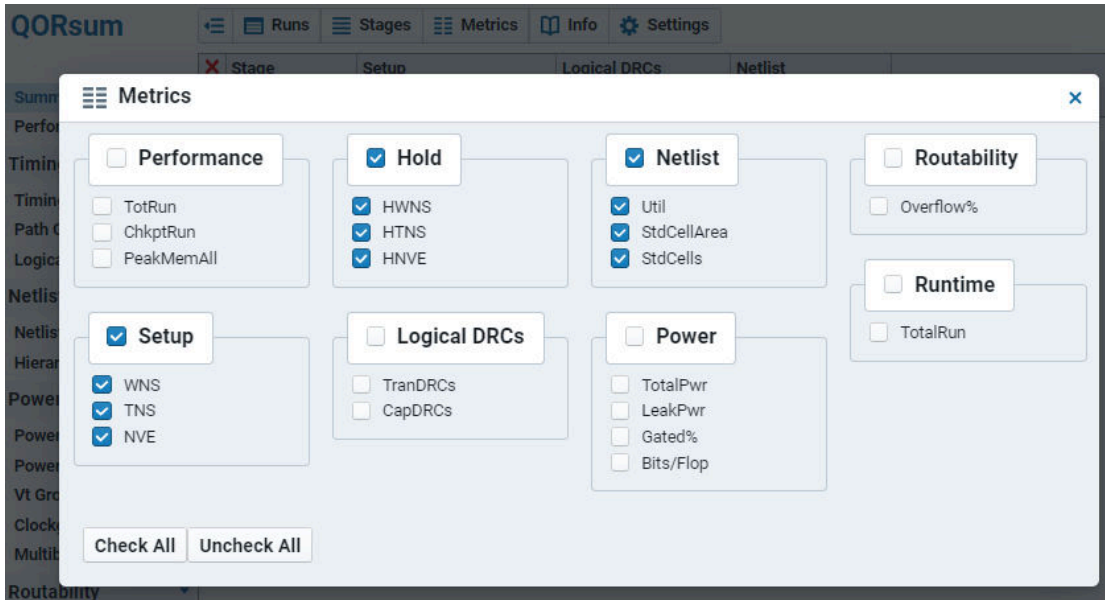 QORsum
Runs Stages Metrics Info Settings
Stage Setup Logical DRCs Netlist
Metrics
Performance
TotRun
ChkptRun
PeakMemAll
Hold
HWNS
HTNS
HNVE
Netlist
Util
StdCellArea
StdCells
Routability
Overflow%
Runtime
TotalRun
Setup
WNS
TNS
NVE
Logical DRCs
TranDRCs
CapDRCs
Power
TotalPwr
LeakPwr
Gated%
Bits/Flop
Check All Uncheck All
Routability